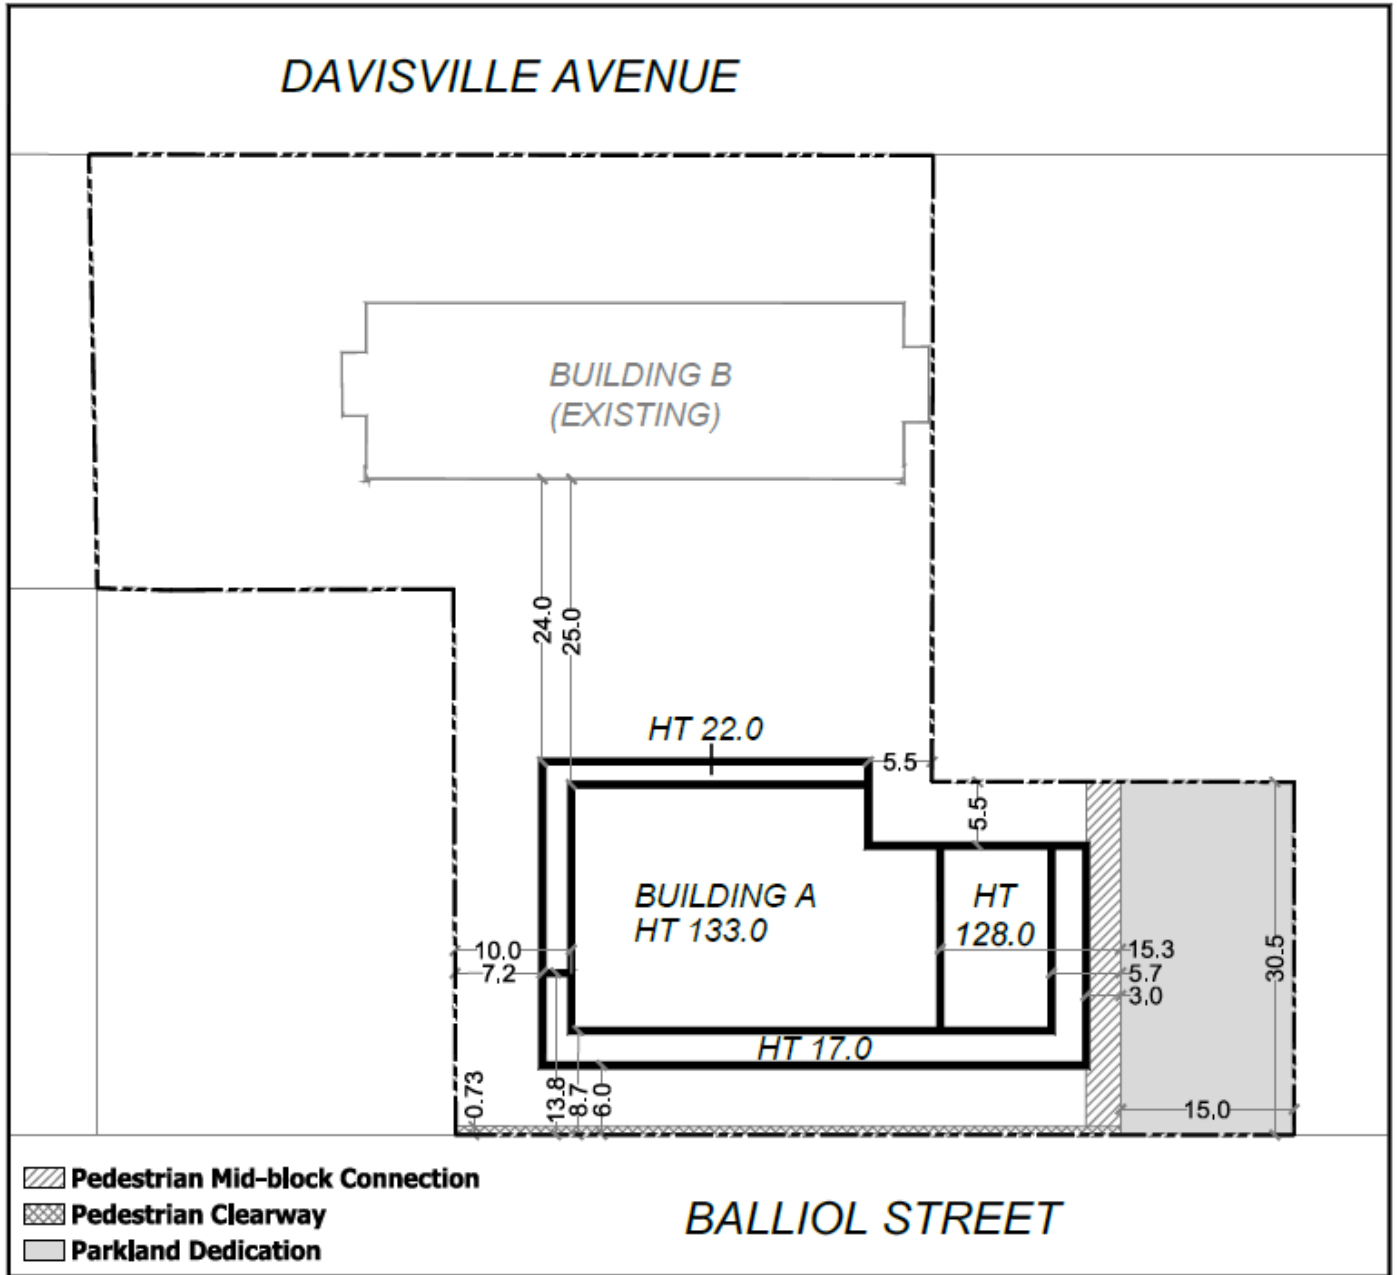 DAVISVILLE AVENUE
BUILDING B
(EXISTING)
24.0
25.0
HT 22.0
5.5
5.5
BUILDING A
HT 133.0
HT
128.0
10.0
7.2
15.3
5.7
3.0
30.5
HT 17.0
0.73
13.8
8.7
6.0
15.0
Pedestrian Mid-block Connection
Pedestrian Clearway
Parkland Dedication
BALLIOL STREET